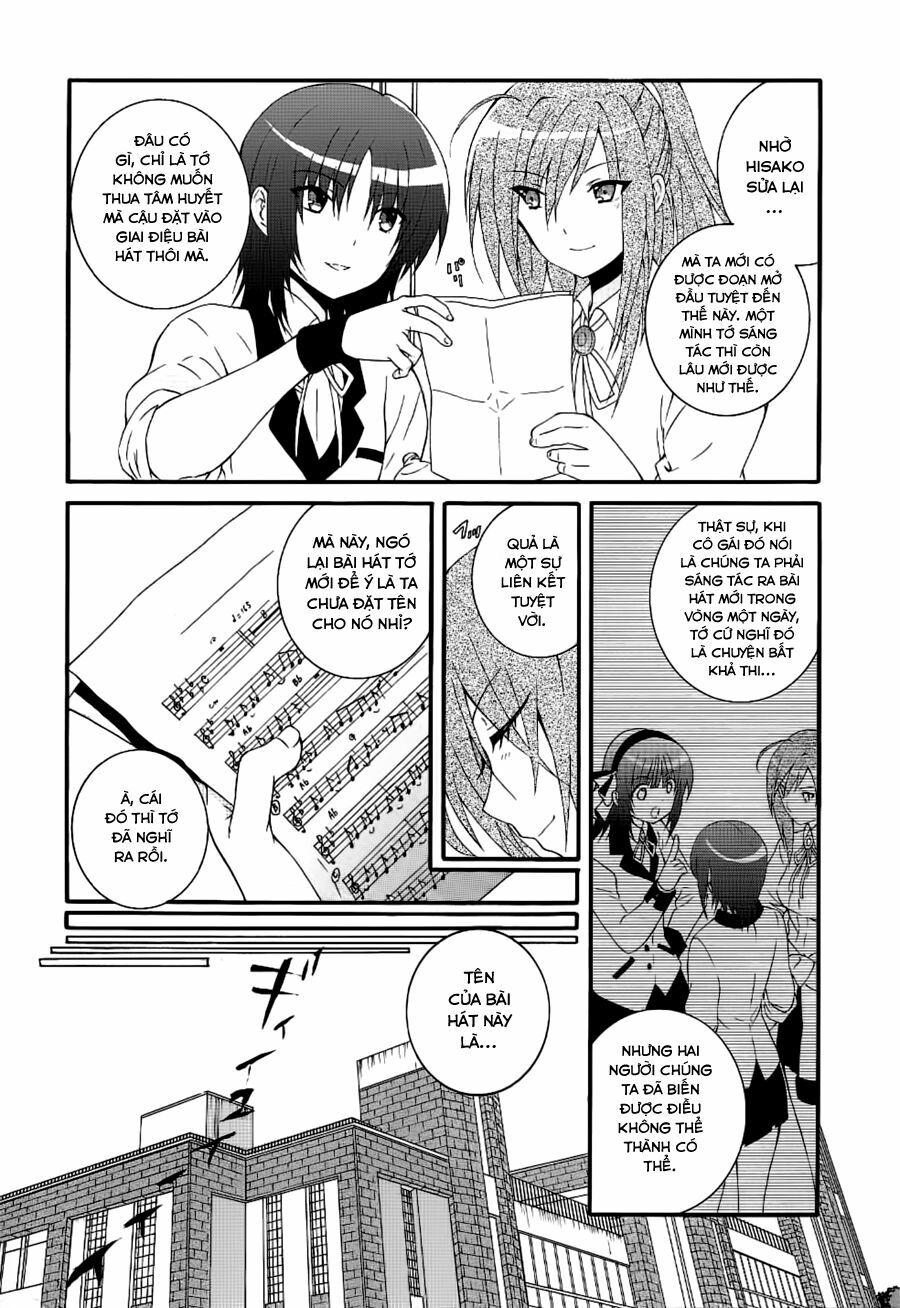 NHỜ
HISAKO
SỬA LẠI
...
MÀ TA MỚI CÓ
ĐƯỢC ĐOẠN MỞ
ĐẦU TUYỆT ĐẾN
THẾ NÀY. MỘT
MÌNH TỚ SÁNG
TÁC THÌ CÒN
LÂU MỚI ĐƯỢC
NHƯ THẾ.
ĐÂU CÓ
GÌ, CHỈ LÀ TỚ
KHÔNG MUỐN
THUA TÂM HUYẾT
MÀ CẬU ĐẶT VÀO
GIAI ĐIỆU BÀI
HÁT THÔI MÀ.
THẬT SỰ, KHI
CÔ GÁI ĐÓ NÓI
LÀ CHÚNG TA PHẢI
SÁNG TÁC RA BÀI
HÁT MỚI TRONG
VÒNG MỘT NGÀY,
TỚ CỨ NGHĨ ĐÓ
LÀ CHUYỆN BẤT
KHẢ THI...
NHƯNG HAI
NGƯỜI CHÚNG
TA ĐÃ BIẾN
ĐƯỢC ĐIỀU
KHÔNG THỂ
THÀNH CÓ
THỂ.
QUẢ LÀ
MỘT SỰ
LIÊN KẾT
TUYỆT
VỜI.
MÀ NÀY, NGÓ
LẠI BÀI HÁT TỚ
MỚI ĐỂ Ý LÀ TA
CHƯA ĐẶT TÊN
CHO NÓ NHỈ?
À, CÁI
ĐÓ THÌ TỚ
ĐÃ NGHĨ
RA RỒI.
TÊN
CỦA BÀI
HÁT NÀY
LÀ...